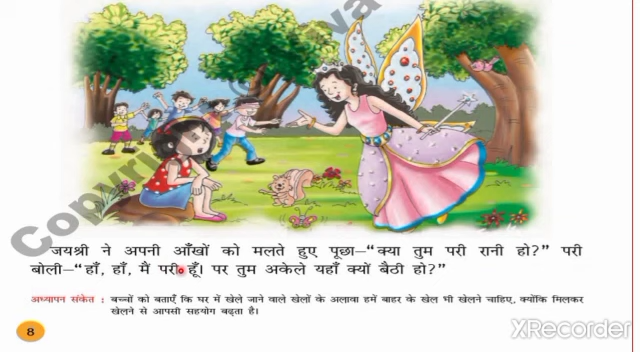 Copyright
जयश्री ने अपनी आँखों को मलते हुए पूछा–“क्या तुम परी रानी हो?” परी
बोली–“हाँ, हाँ, मैं परी हूँ। पर तुम अकेले यहाँ क्यों बैठी हो?”
अध्यापन संकेत : बच्चों को बताएँ कि घर में खेले जाने वाले खेलों के अलावा हमें बाहर के खेल भी खेलने चाहिए, क्योंकि मिलकर
खेलने से आपसी सहयोग बढ़ता है।
8
XRecorder